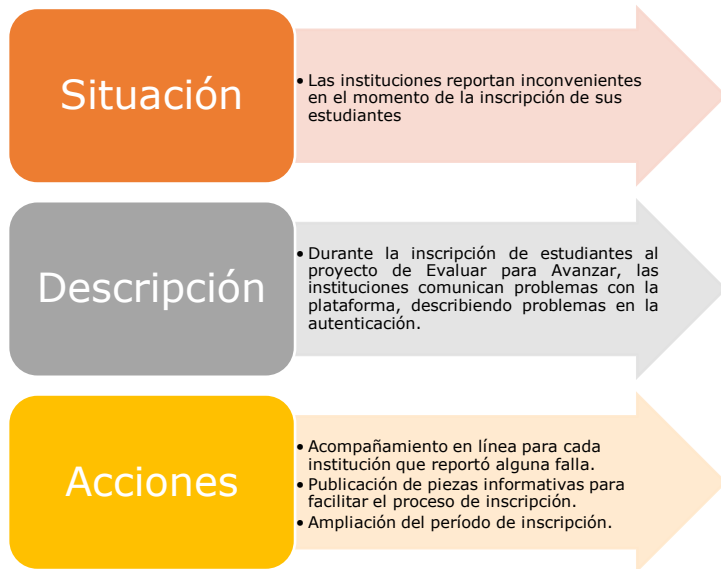 Situación
• Las instituciones reportan inconvenientes
en el momento de la inscripción de sus
estudiantes
Descripción
• Durante la inscripción de estudiantes al
proyecto de Evaluar para Avanzar, las
instituciones comunican problemas con la
plataforma, describiendo problemas en la
autenticación.
Acciones
• Acompañamiento en línea para cada
institución que reportó alguna falla.
• Publicación de piezas informativas para
facilitar el proceso de inscripción.
• Ampliación del período de inscripción.